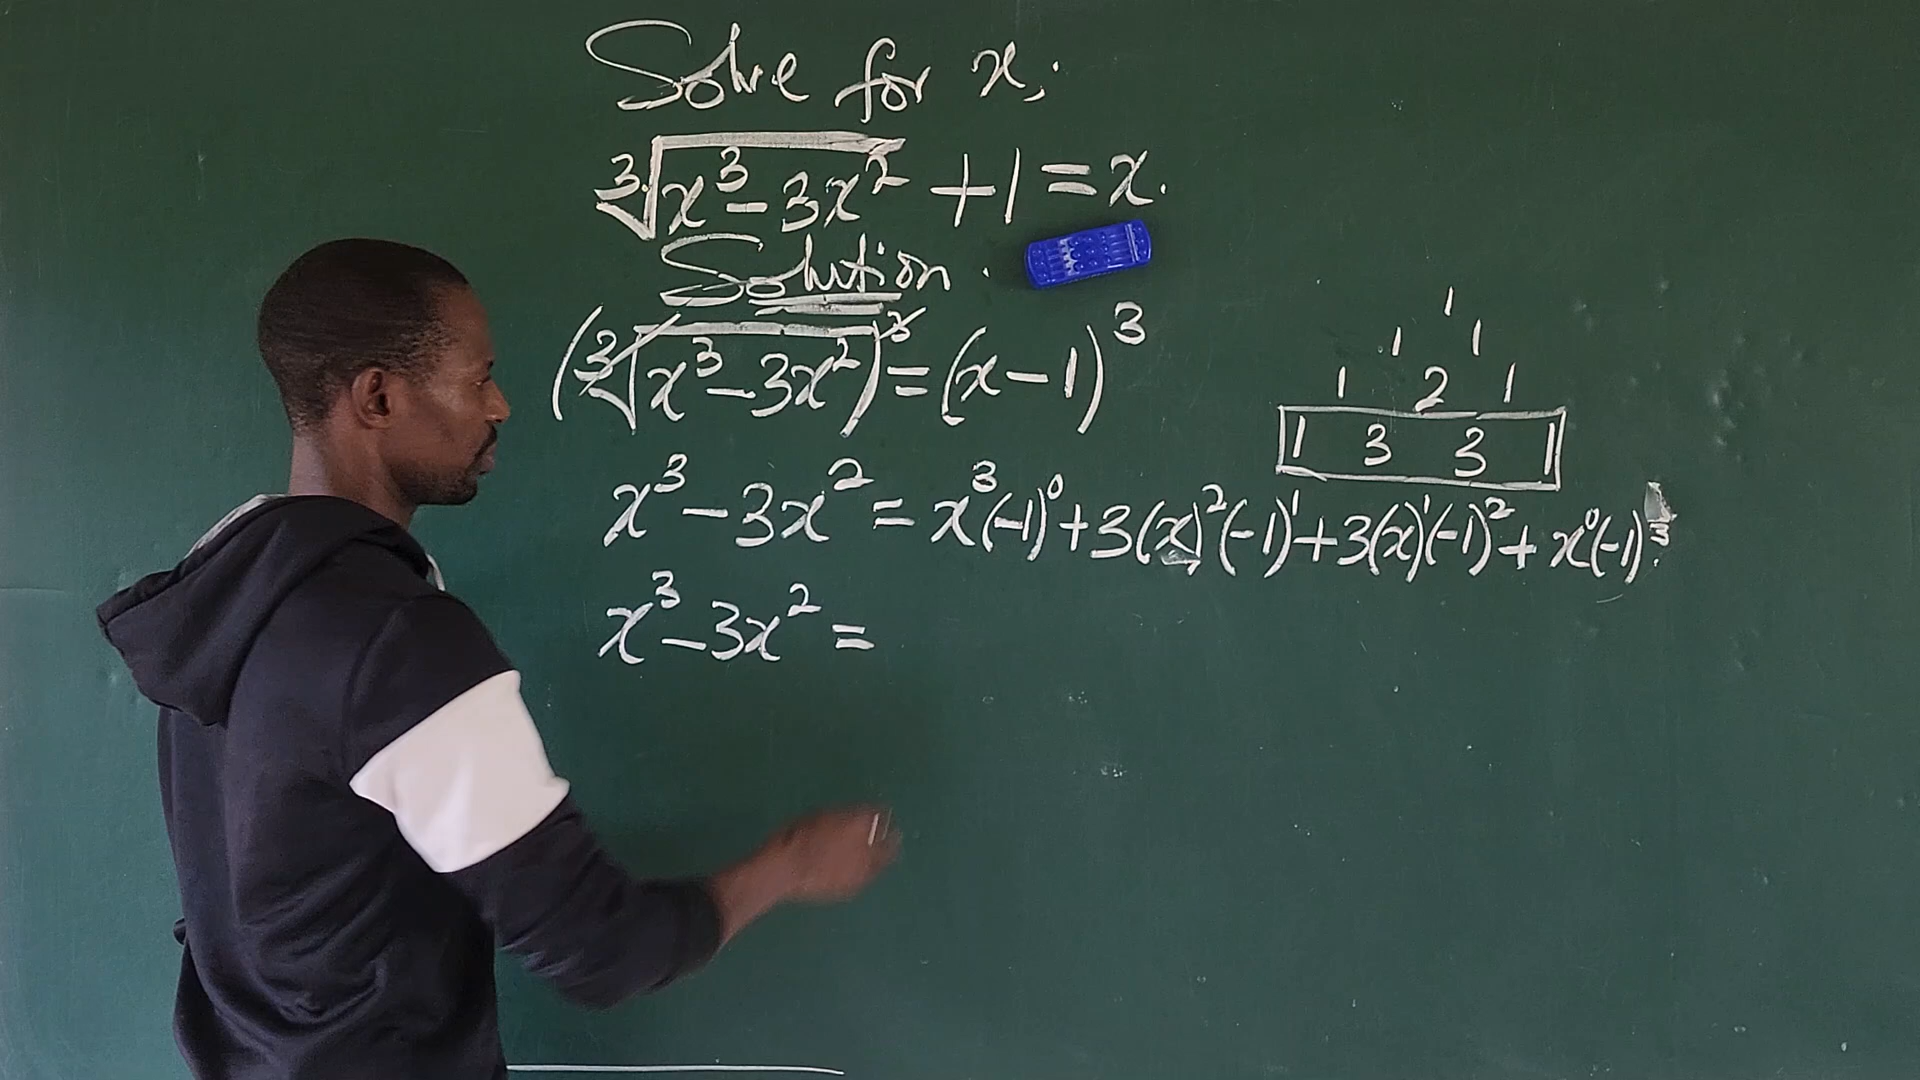 Solve for x;
∛(x³ - 3x²) + 1 = x.
Solution.
(∛(x³ - 3x²))³ = (x - 1)³
1
1 1
1 2 1
1 3 3 1
x³ - 3x² = x³(-1)⁰ + 3(x)²(-1)¹ + 3(x)¹(-1)² + x⁰(-1)³.
x³ - 3x² =